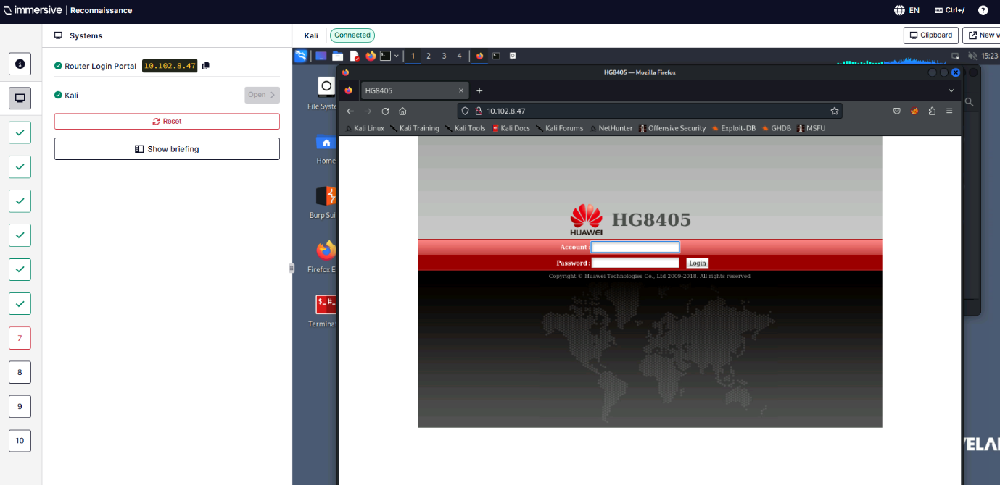 immersive | Reconnaissance EN Ctrl+/ ?
Systems
Router Login Portal 10.102.8.47
Kali Open
Reset
Show briefing
7
8
9
10
Kali Connected Clipboard New
1 2 3 4 15:23
HG8405 — Mozilla Firefox
HG8405
10.102.8.47
Kali Linux Kali Training Kali Tools Kali Docs Kali Forums NetHunter Offensive Security Exploit-DB GHDB MSFU
File Syste
Home
Burp Sui
Firefox E
Terminat
HUAWEI HG8405
Account :
Password : Login
Copyright © Huawei Technologies Co., Ltd 2009-2018. All rights reserved